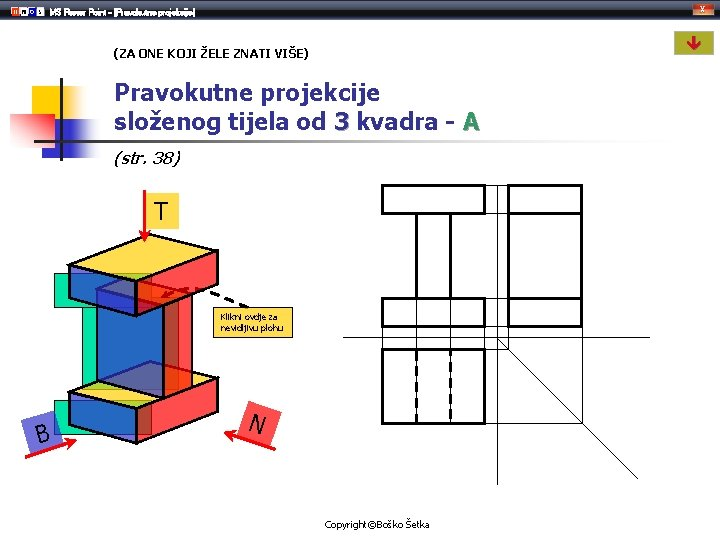 MS Power Point - [Pravokutne projekcije]
X
(ZA ONE KOJI ŽELE ZNATI VIŠE)
Pravokutne projekcije
složenog tijela od 3 kvadra - A
(str. 38)
T
Klikni ovdje za
nevidljivu plohu
B
N
Copyright©Boško Šetka